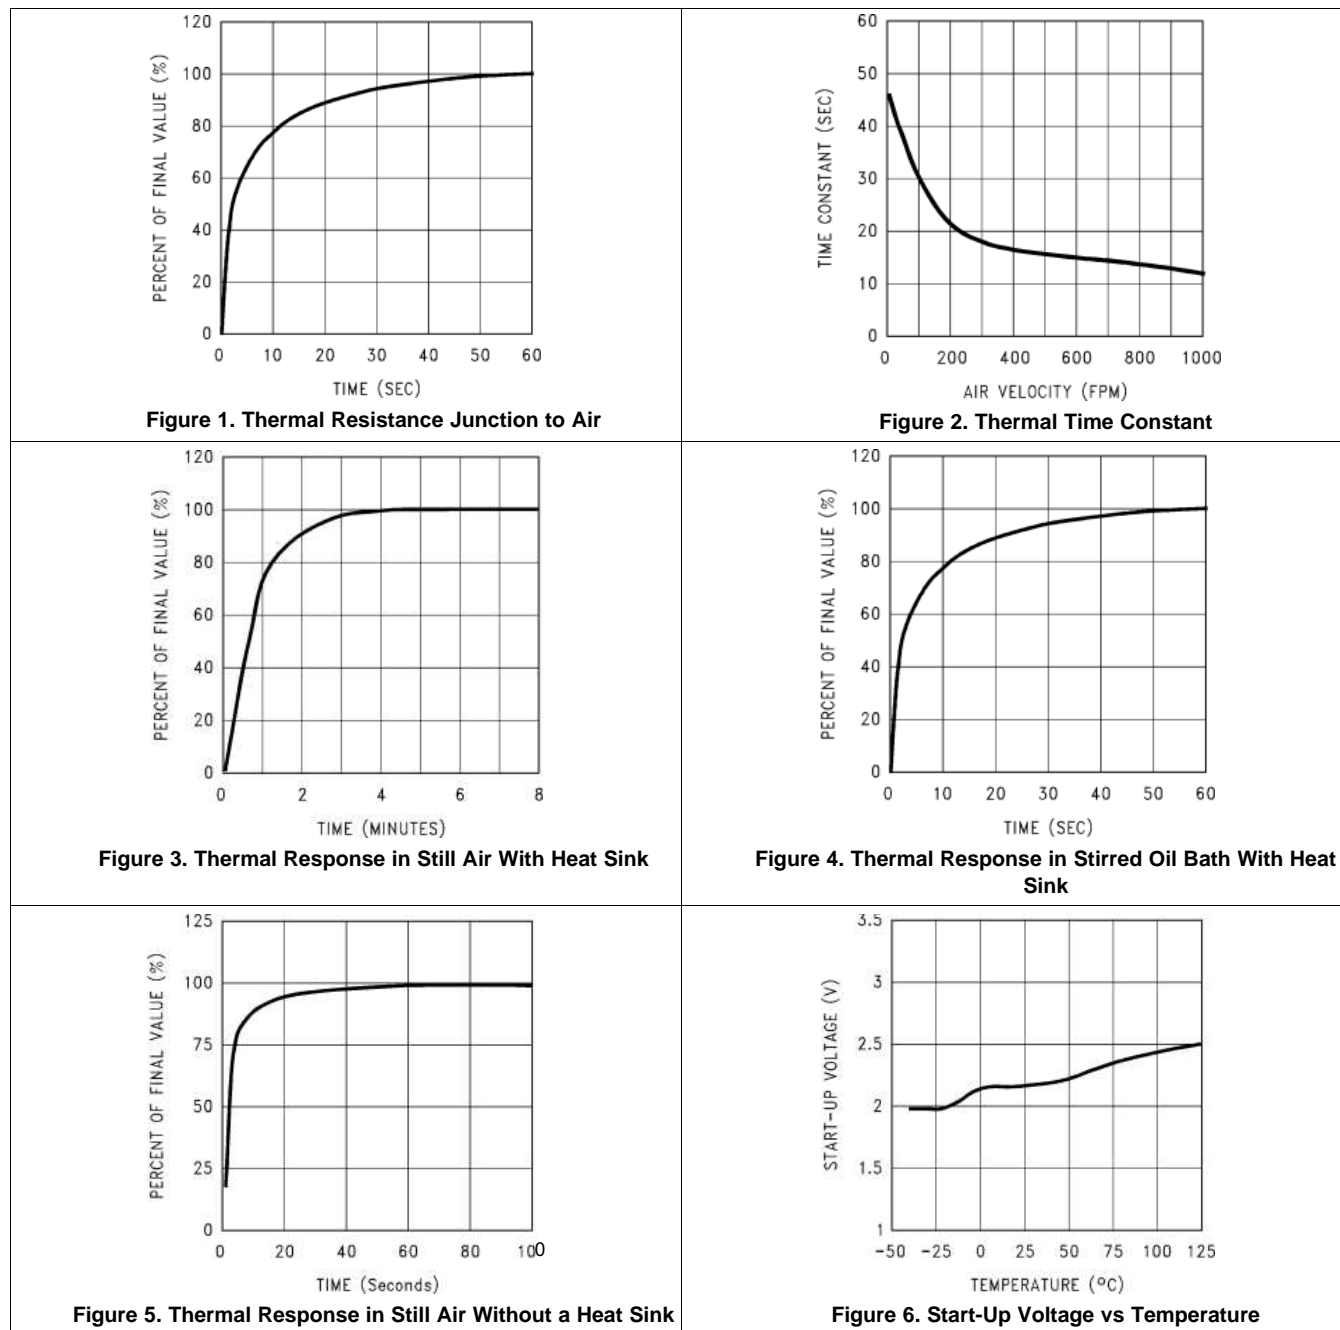 120
100
80
60
40
20
0
PERCENT OF FINAL VALUE (%)
0 10 20 30 40 50 60
TIME (SEC)
Figure 1. Thermal Resistance Junction to Air
60
50
40
30
20
10
0
TIME CONSTANT (SEC)
0 200 400 600 800 1000
AIR VELOCITY (FPM)
Figure 2. Thermal Time Constant
120
100
80
60
40
20
0
PERCENT OF FINAL VALUE (%)
0 2 4 6 8
TIME (MINUTES)
Figure 3. Thermal Response in Still Air With Heat Sink
120
100
80
60
40
20
0
PERCENT OF FINAL VALUE (%)
0 10 20 30 40 50 60
TIME (SEC)
Figure 4. Thermal Response in Stirred Oil Bath With Heat
Sink
125
100
75
50
25
0
PERCENT OF FINAL VALUE (%)
0 20 40 60 80 100
TIME (Seconds)
Figure 5. Thermal Response in Still Air Without a Heat Sink
3.5
3
2.5
2
1.5
1
START-UP VOLTAGE (V)
-50 -25 0 25 50 75 100 125
TEMPERATURE (ºC)
Figure 6. Start-Up Voltage vs Temperature